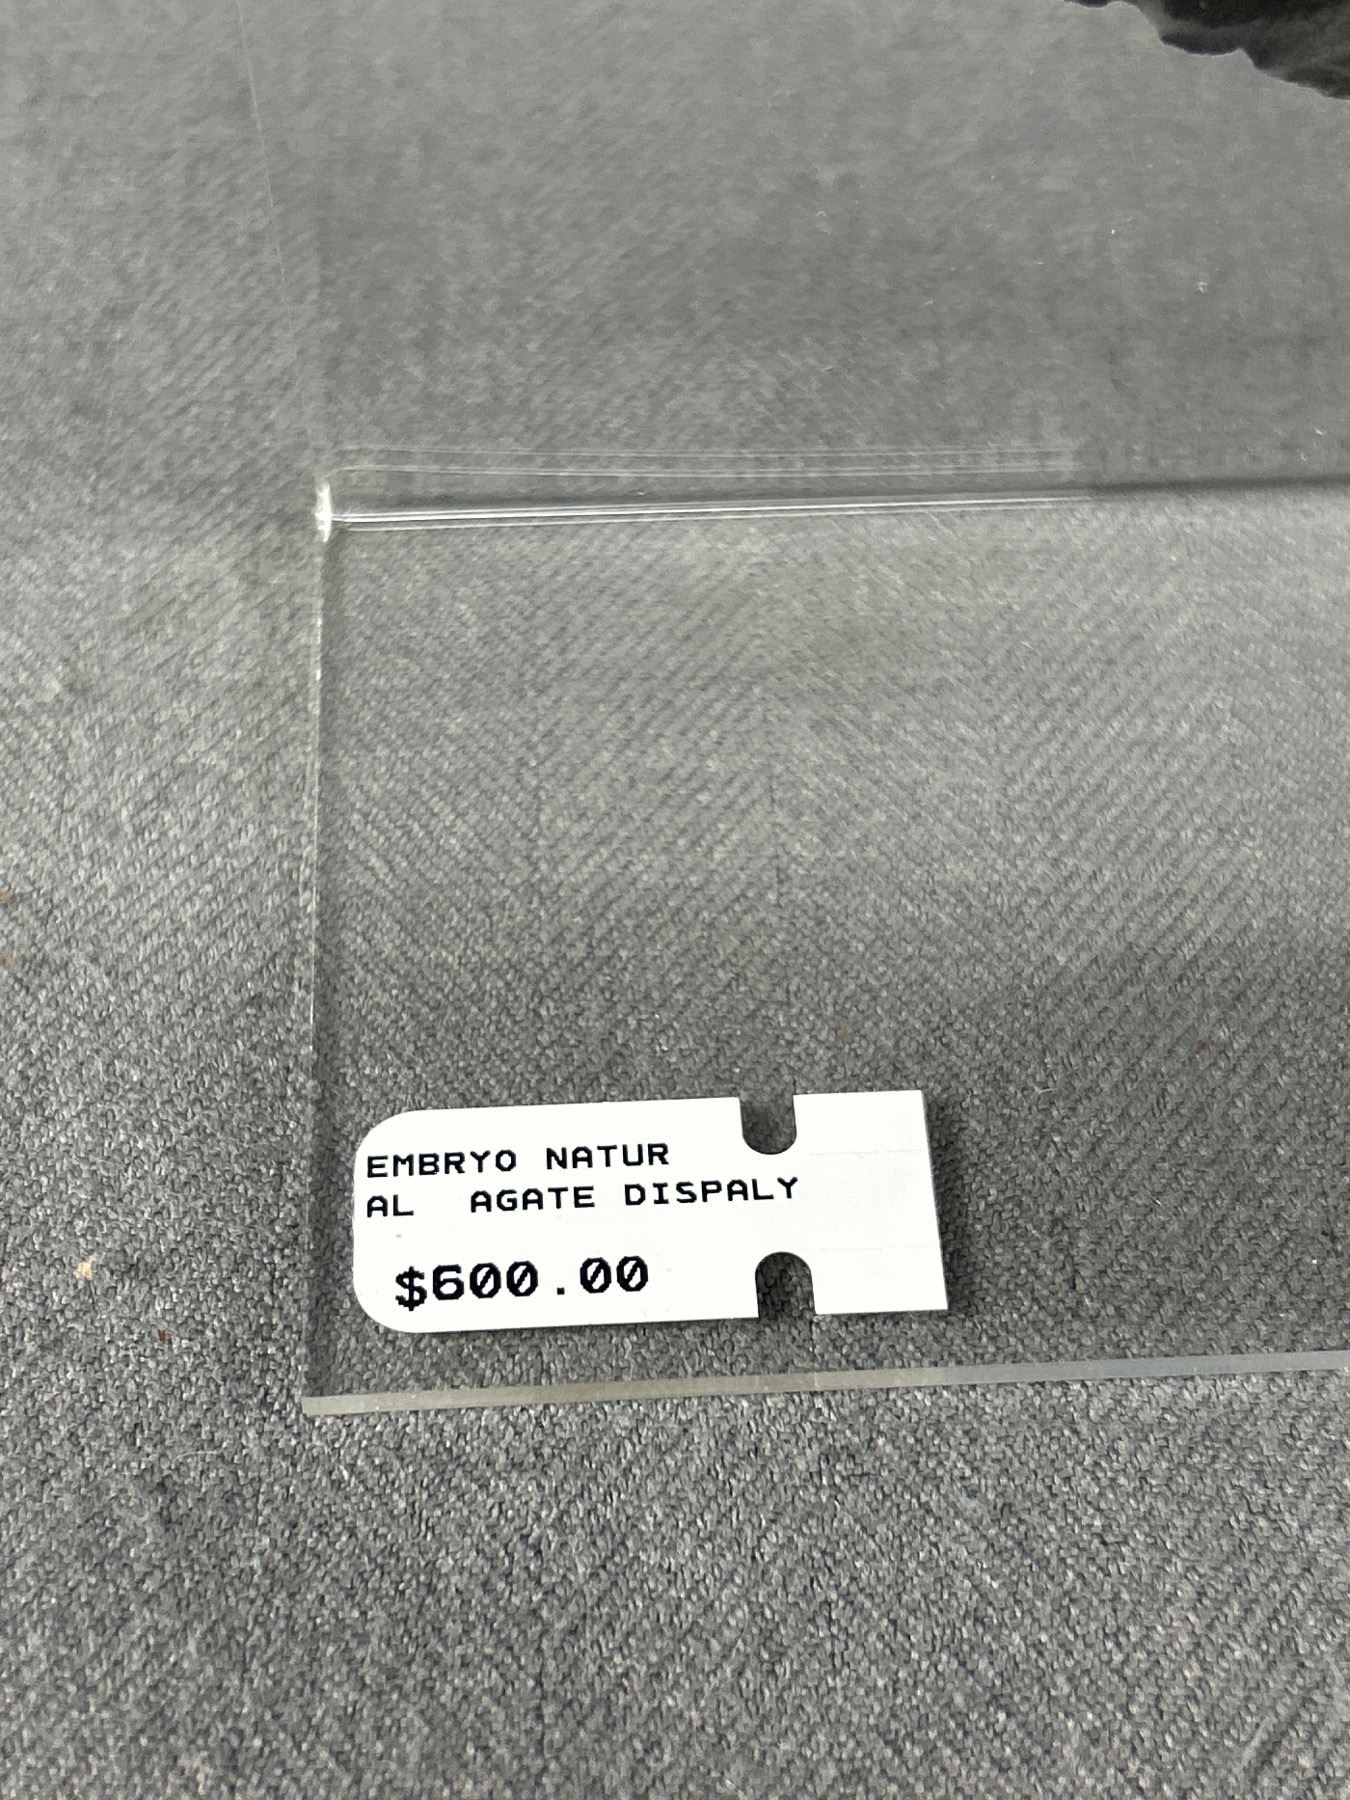 EMBRYO NATUR
AL AGATE DISPALY
$600.00